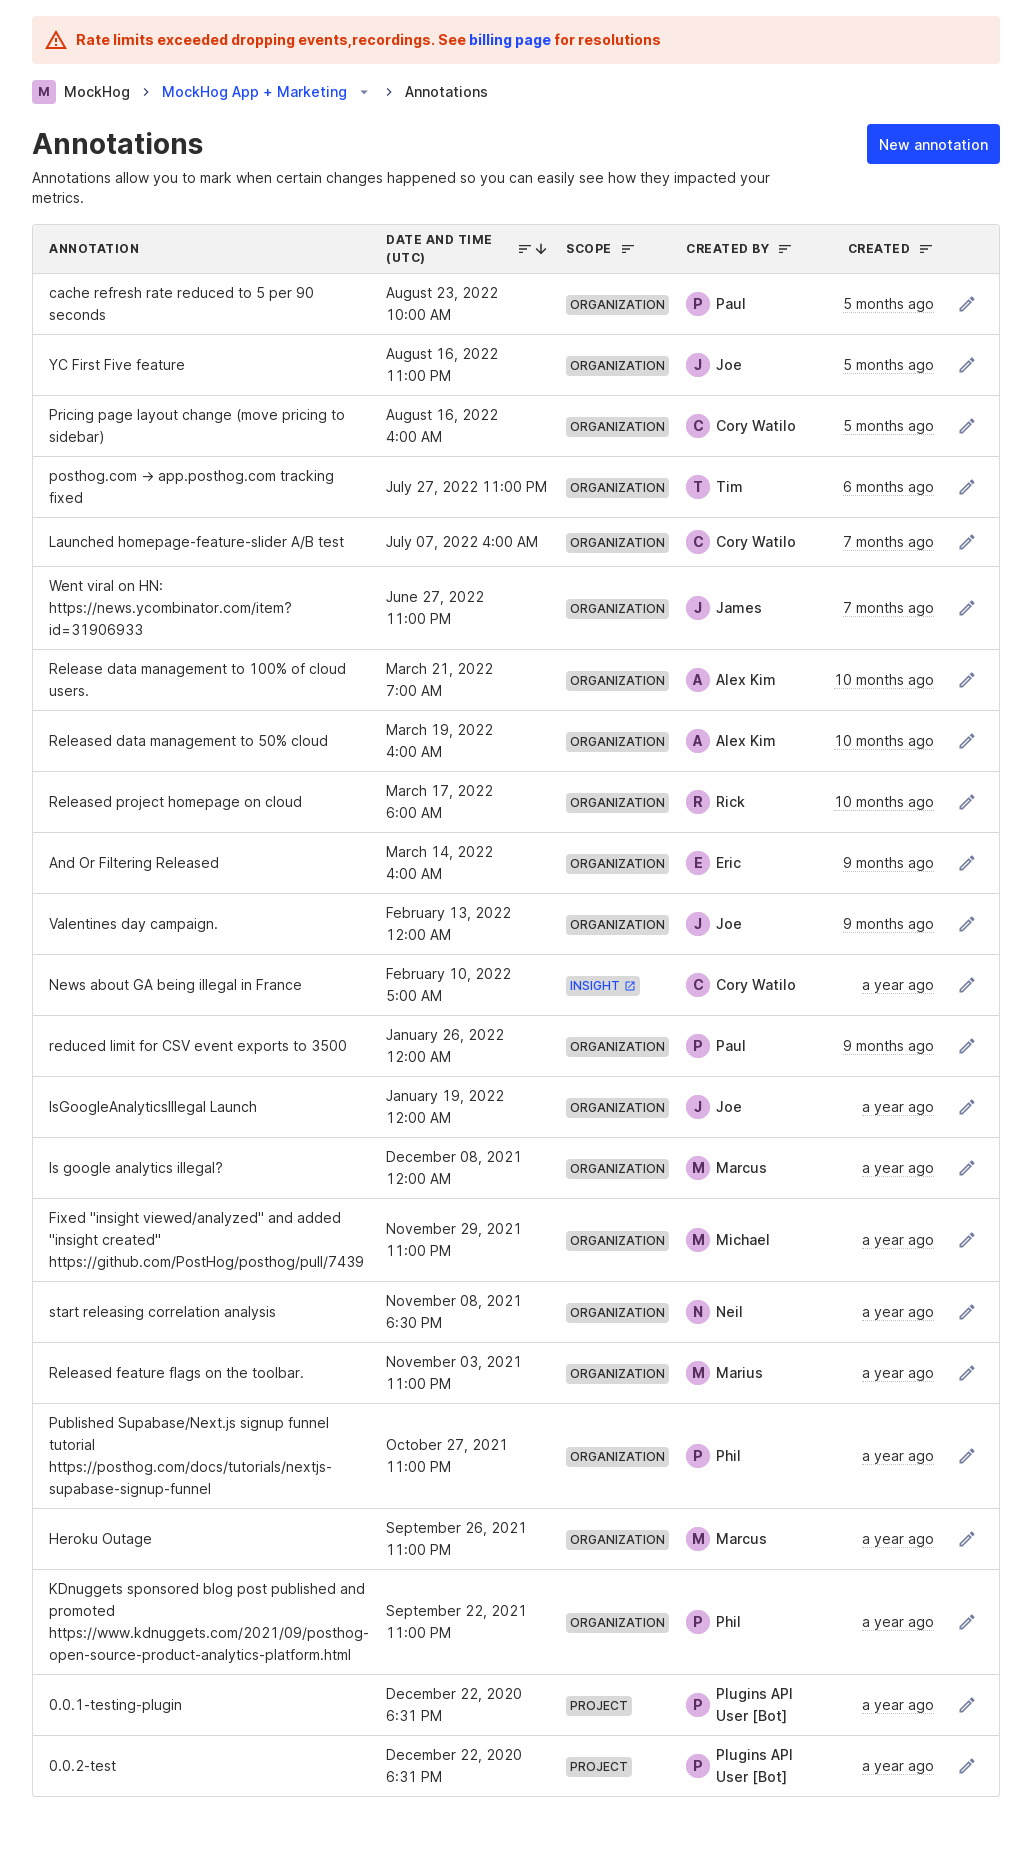 Rate limits exceeded dropping events,recordings. See billing page for resolutions
M MockHog MockHog App + Marketing Annotations
Annotations
New annotation
Annotations allow you to mark when certain changes happened so you can easily see how they impacted your
metrics.
ANNOTATION DATE AND TIME (UTC) SCOPE CREATED BY CREATED
cache refresh rate reduced to 5 per 90
seconds
August 23, 2022
10:00 AM
ORGANIZATION P Paul 5 months ago
YC First Five feature
August 16, 2022
11:00 PM
ORGANIZATION J Joe 5 months ago
Pricing page layout change (move pricing to
sidebar)
August 16, 2022
4:00 AM
ORGANIZATION C Cory Watilo 5 months ago
posthog.com → app.posthog.com tracking
fixed
July 27, 2022 11:00 PM
ORGANIZATION T Tim 6 months ago
Launched homepage-feature-slider A/B test
July 07, 2022 4:00 AM
ORGANIZATION C Cory Watilo 7 months ago
Went viral on HN:
https://news.ycombinator.com/item?
id=31906933
June 27, 2022
11:00 PM
ORGANIZATION J James 7 months ago
Release data management to 100% of cloud
users.
March 21, 2022
7:00 AM
ORGANIZATION A Alex Kim 10 months ago
Released data management to 50% cloud
March 19, 2022
4:00 AM
ORGANIZATION A Alex Kim 10 months ago
Released project homepage on cloud
March 17, 2022
6:00 AM
ORGANIZATION R Rick 10 months ago
And Or Filtering Released
March 14, 2022
4:00 AM
ORGANIZATION E Eric 9 months ago
Valentines day campaign.
February 13, 2022
12:00 AM
ORGANIZATION J Joe 9 months ago
News about GA being illegal in France
February 10, 2022
5:00 AM
INSIGHT C Cory Watilo a year ago
reduced limit for CSV event exports to 3500
January 26, 2022
12:00 AM
ORGANIZATION P Paul 9 months ago
IsGoogleAnalyticsIllegal Launch
January 19, 2022
12:00 AM
ORGANIZATION J Joe a year ago
Is google analytics illegal?
December 08, 2021
12:00 AM
ORGANIZATION M Marcus a year ago
Fixed "insight viewed/analyzed" and added
"insight created"
https://github.com/PostHog/posthog/pull/7439
November 29, 2021
11:00 PM
ORGANIZATION M Michael a year ago
start releasing correlation analysis
November 08, 2021
6:30 PM
ORGANIZATION N Neil a year ago
Released feature flags on the toolbar.
November 03, 2021
11:00 PM
ORGANIZATION M Marius a year ago
Published Supabase/Next.js signup funnel
tutorial
https://posthog.com/docs/tutorials/nextjs-
supabase-signup-funnel
October 27, 2021
11:00 PM
ORGANIZATION P Phil a year ago
Heroku Outage
September 26, 2021
11:00 PM
ORGANIZATION M Marcus a year ago
KDnuggets sponsored blog post published and
promoted
https://www.kdnuggets.com/2021/09/posthog-
open-source-product-analytics-platform.html
September 22, 2021
11:00 PM
ORGANIZATION P Phil a year ago
0.0.1-testing-plugin
December 22, 2020
6:31 PM
PROJECT P Plugins API
User [Bot]
a year ago
0.0.2-test
December 22, 2020
6:31 PM
PROJECT P Plugins API
User [Bot]
a year ago